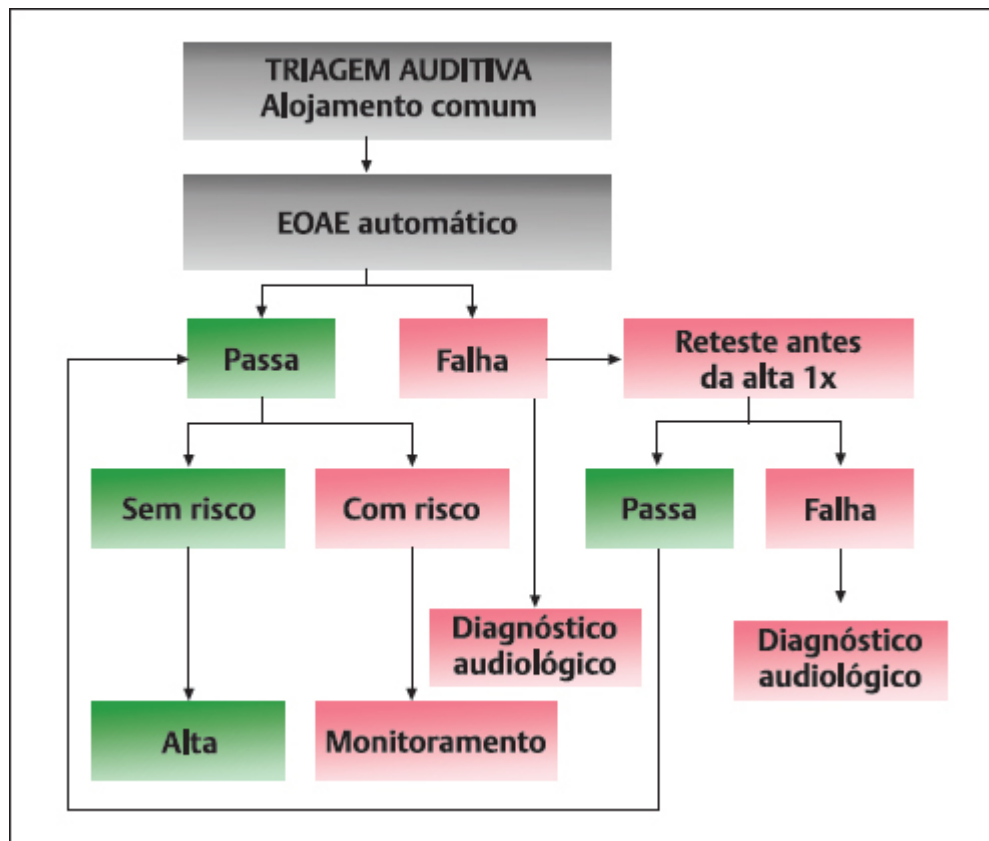 TRIAGEM AUDITIVA
Alojamento comum
EOAE automático
Passa
Falha
Reteste antes
da alta 1x
Sem risco
Com risco
Passa
Falha
Diagnóstico
audiológico
Diagnóstico
audiológico
Alta
Monitoramento